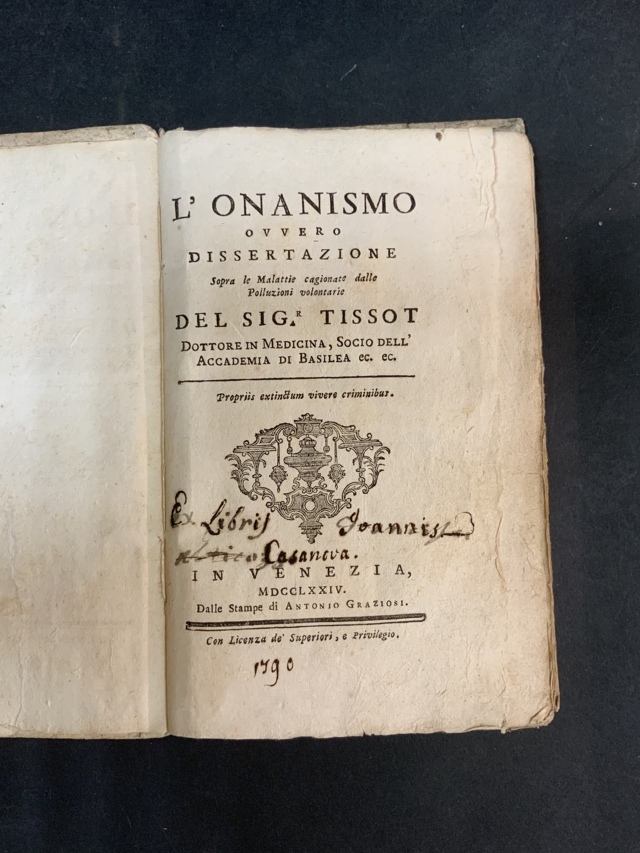 L' ONANISMO
OVVERO
DISSERTAZIONE
Sopra le Malattie cagionate dalle
Polluzioni volontarie
DEL SIG.R TISSOT
DOTTORE IN MEDICINA, SOCIO DELL'
ACCADEMIA DI BASILEA ec. ec.
Propriis extinctum vivere criminibus.
Ex Libris Joannis
Casanova.
IN VENEZIA,
MDCCLXXIV.
Dalle Stampe di ANTONIO GRAZIOSI.
Con Licenza de' Superiori, e Privilegio.
1790